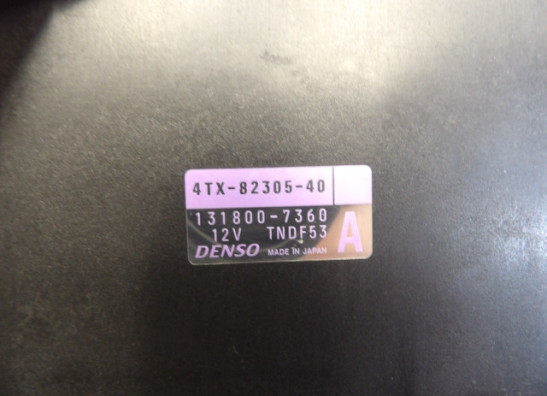 4TX-82305-40
131800-7360
12V TNDF53 A
DENSO MADE IN JAPAN